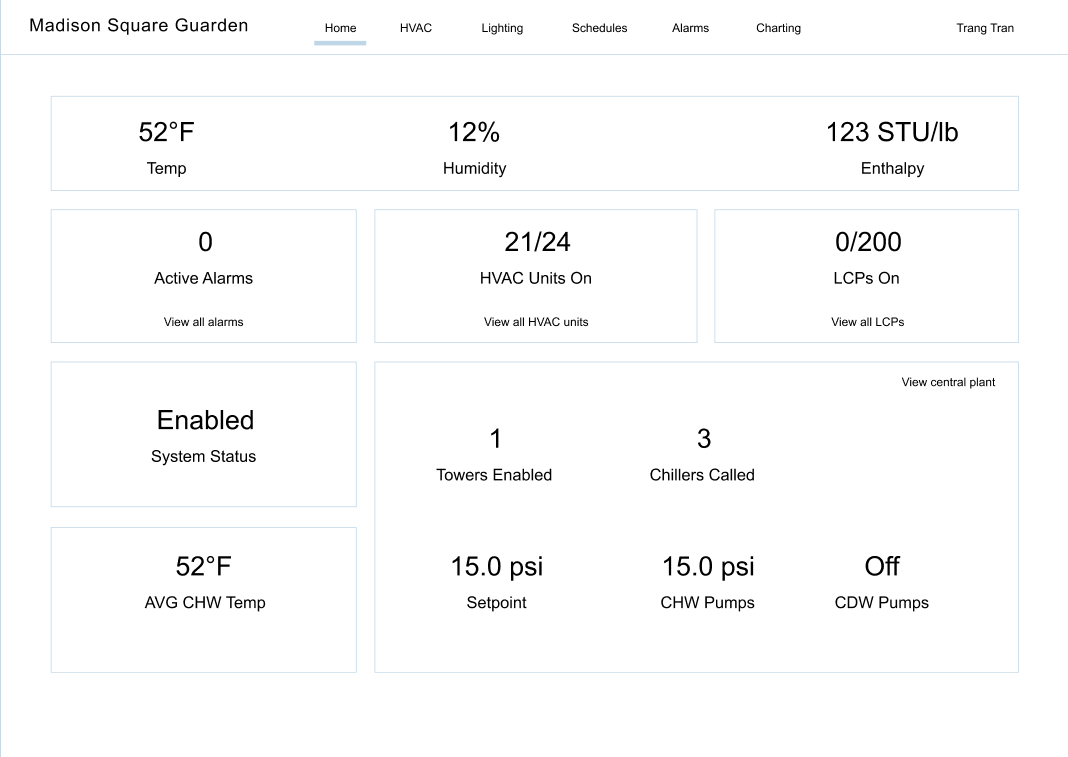 Madison Square Guarden
Home HVAC Lighting Schedules Alarms Charting Trang Tran
52°F 12% 123 STU/lb
Temp Humidity Enthalpy
0 21/24 0/200
Active Alarms HVAC Units On LCPs On
View all alarms View all HVAC units View all LCPs
Enabled
System Status
View central plant
1 3
Towers Enabled Chillers Called
52°F
AVG CHW Temp
15.0 psi 15.0 psi Off
Setpoint CHW Pumps CDW Pumps